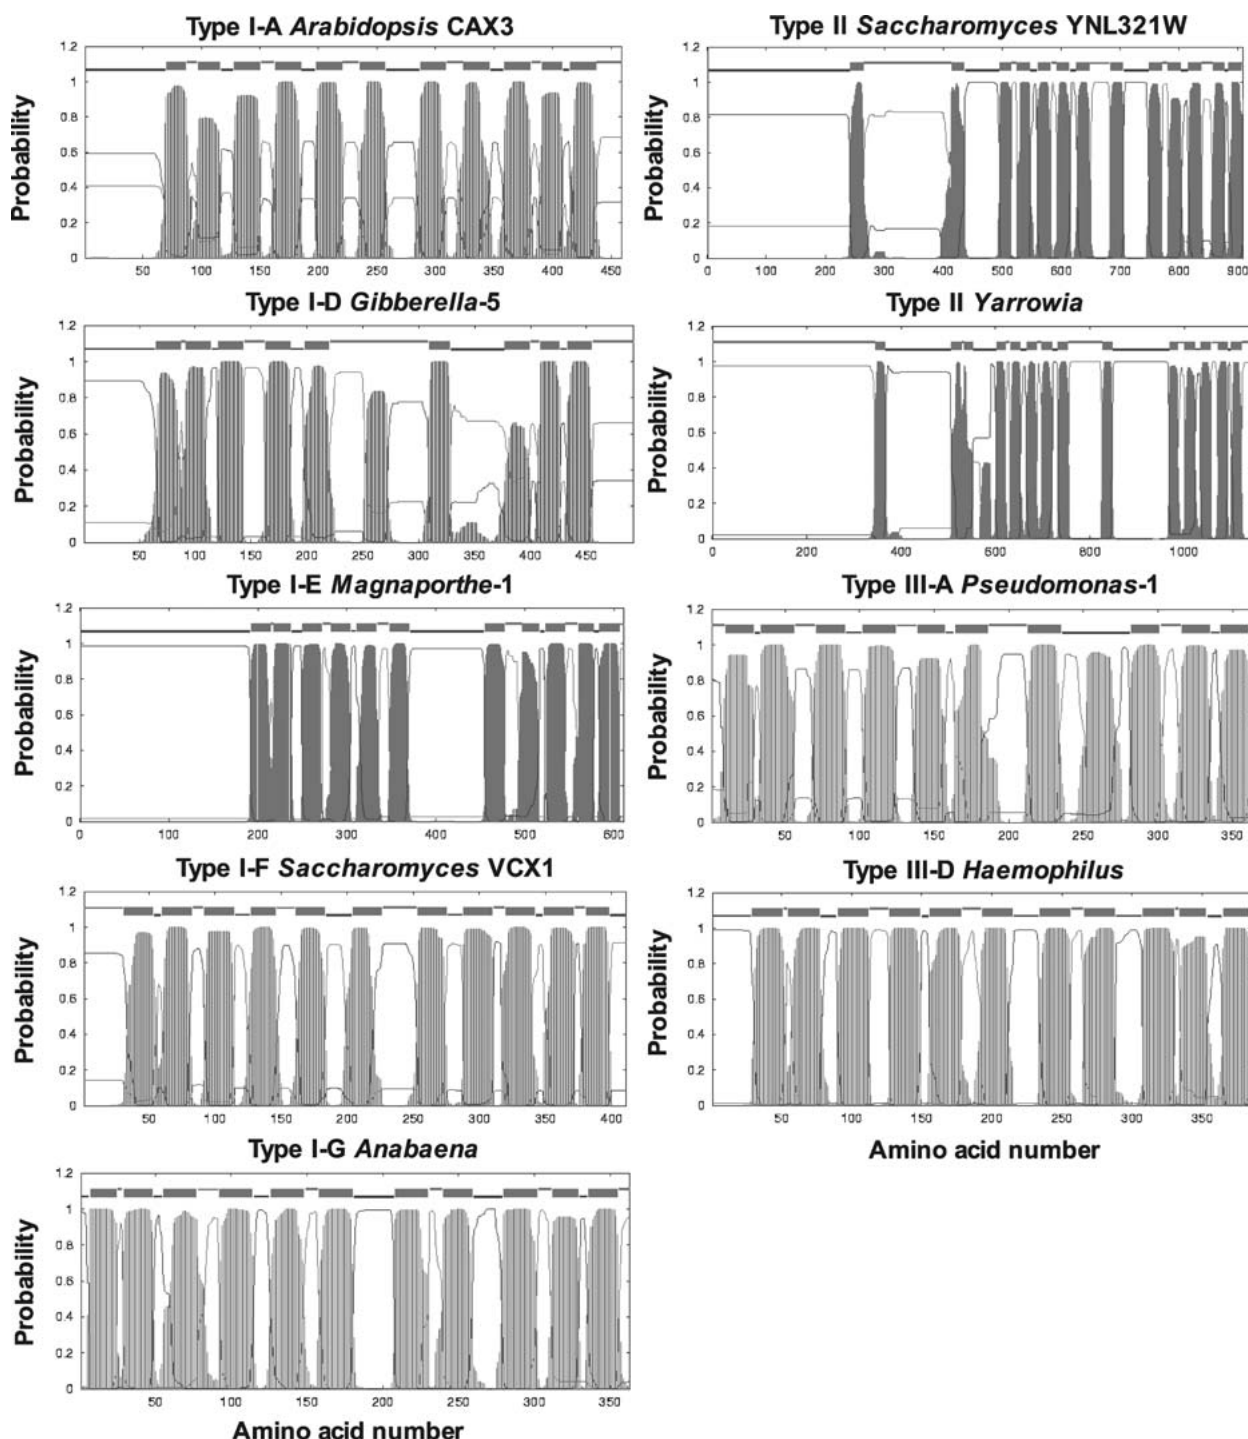 Type I-A Arabidopsis CAX3
Probability
1.2
1
0.8
0.6
0.4
0.2
0
50 100 150 200 250 300 350 400 450
Type II Saccharomyces YNL321W
Probability
1.2
1
0.8
0.6
0.4
0.2
0
0 100 200 300 400 500 600 700 800 900
Type I-D Gibberella-5
Probability
1.2
1
0.8
0.6
0.4
0.2
0
50 100 150 200 250 300 350 400 450
Type II Yarrowia
Probability
1.2
1
0.8
0.6
0.4
0.2
0
0 200 400 600 800 1000
Type I-E Magnaporthe-1
Probability
1.2
1
0.8
0.6
0.4
0.2
0
0 100 200 300 400 500 600
Type III-A Pseudomonas-1
Probability
1.2
1
0.8
0.6
0.4
0.2
0
50 100 150 200 250 300 350
Type I-F Saccharomyces VCX1
Probability
1.2
1
0.8
0.6
0.4
0.2
0
50 100 150 200 250 300 350 400
Type III-D Haemophilus
Probability
1.2
1
0.8
0.6
0.4
0.2
0
50 100 150 200 250 300 350
Amino acid number
Type I-G Anabaena
Probability
1.2
1
0.8
0.6
0.4
0.2
0
50 100 150 200 250 300 350
Amino acid number